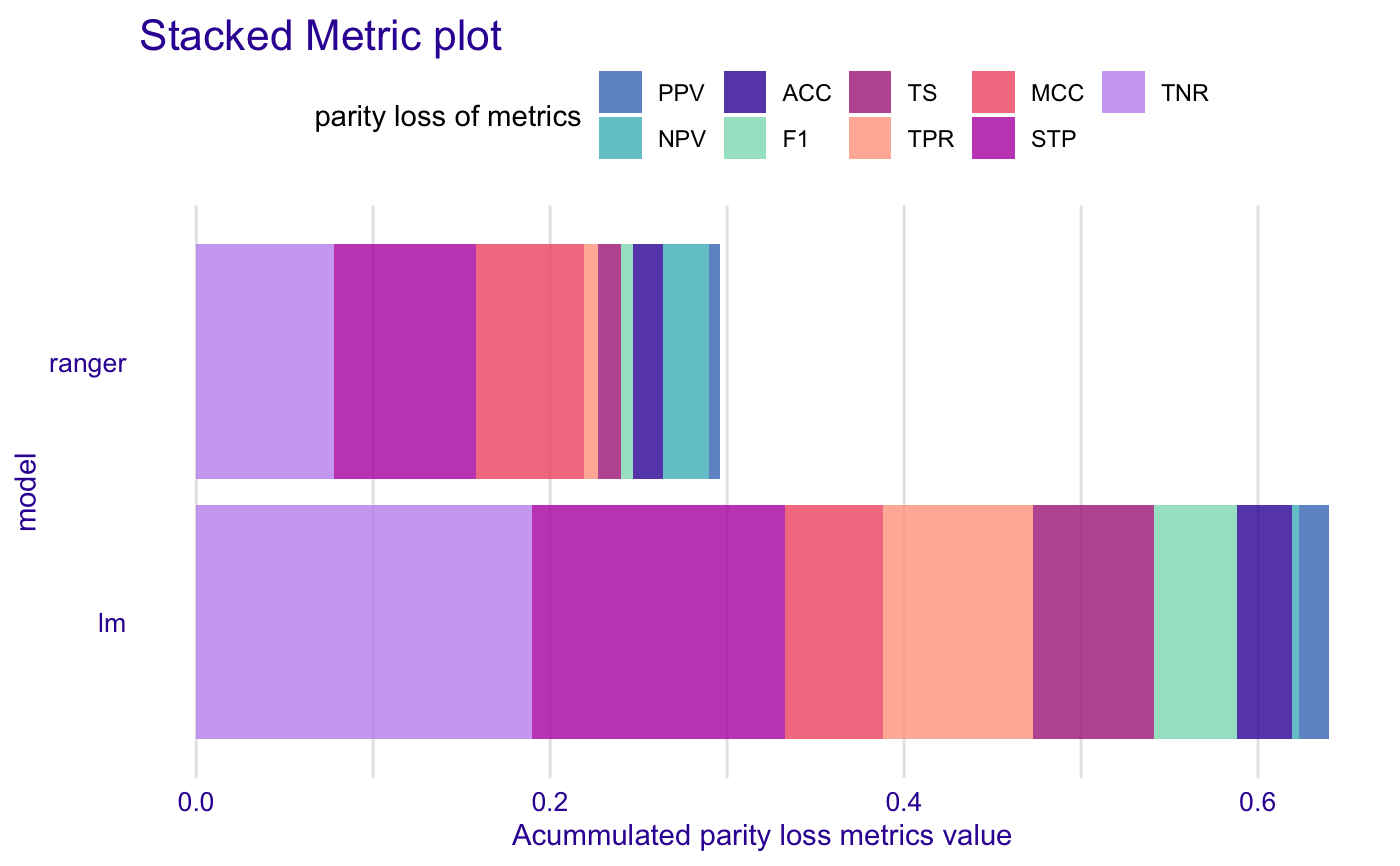 Stacked Metric plot
parity loss of metrics
PPV ACC TS MCC TNR
NPV F1 TPR STP
ranger
model
lm
0.0 0.2 0.4 0.6
Acummulated parity loss metrics value